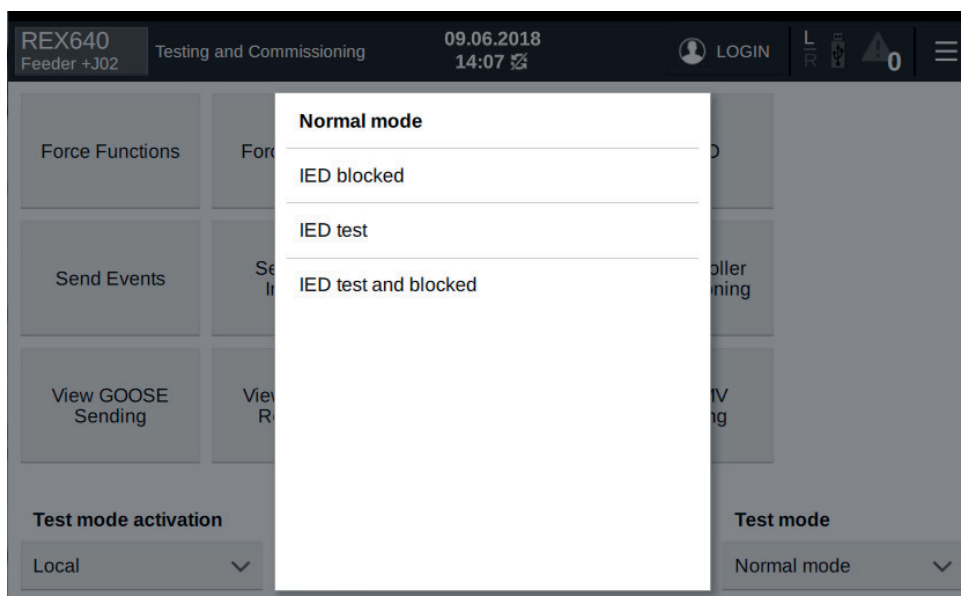 REX640
Feeder +J02
Testing and Commissioning
09.06.2018
14:07
LOGIN
L
R
0
Normal mode
IED blocked
IED test
IED test and blocked
Force Functions
Send Events
View GOOSE
Sending
Test mode activation
Local
Test mode
Normal mode